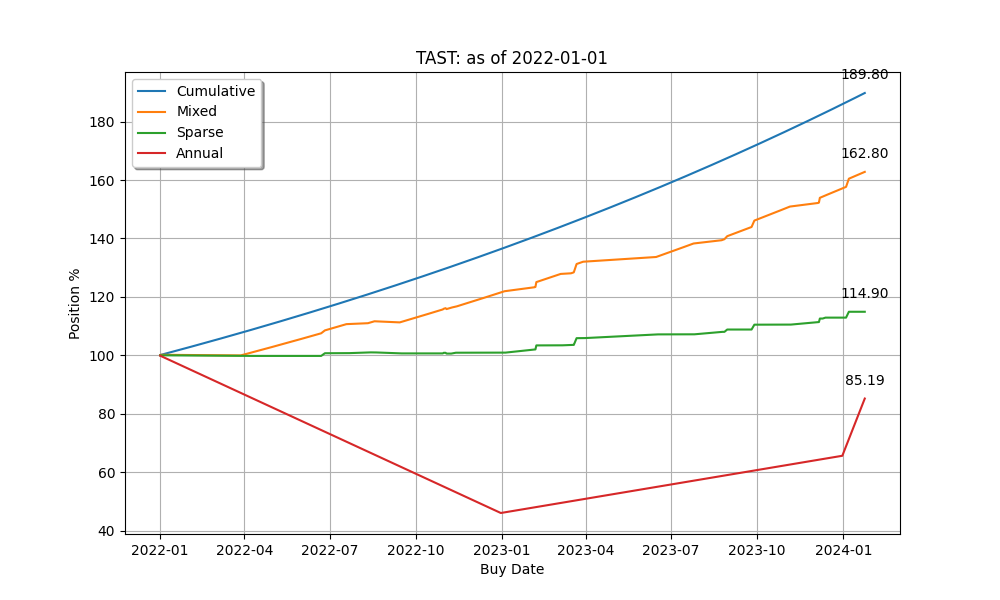 TAST: as of 2022-01-01
Cumulative
Mixed
Sparse
Annual
189.80
162.80
114.90
85.19
Position %
180
160
140
120
100
80
60
40
2022-01 2022-04 2022-07 2022-10 2023-01 2023-04 2023-07 2023-10 2024-01
Buy Date